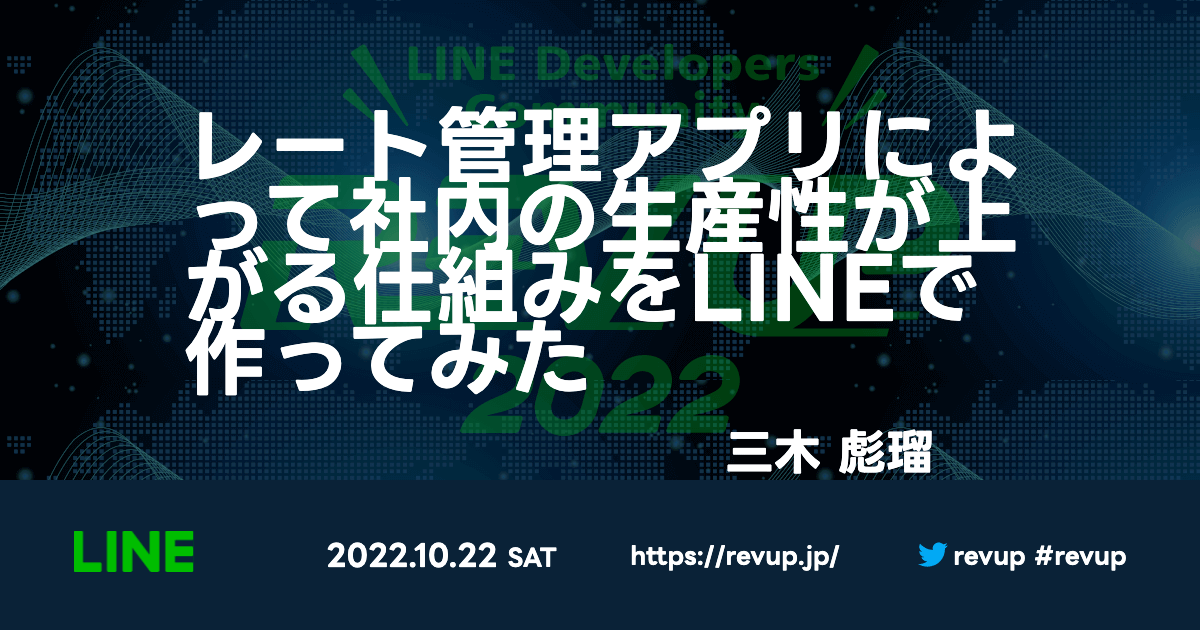 LINE Developers
Community
レート管理アプリによ
って社内の生産性が上
がる仕組みをLINEで
作ってみた
2022
三木 彪瑠
LINE
2022.10.22 SAT
https://revup.jp/
revup #revup